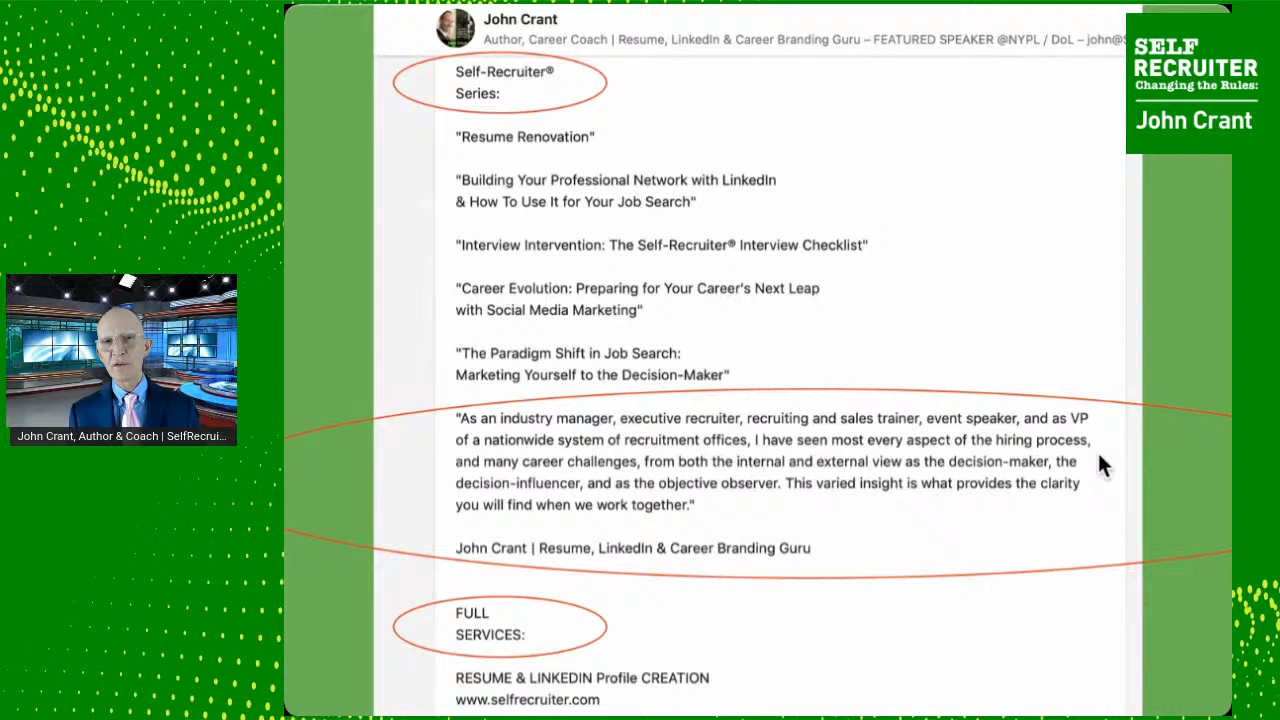 John Crant
Author, Career Coach | Resume, LinkedIn & Career Branding Guru – FEATURED SPEAKER @NYPL / DoL – john@S
SELF
RECRUITER
Changing the Rules:
John Crant
Self-Recruiter®
Series:
"Resume Renovation"
"Building Your Professional Network with LinkedIn
& How To Use It for Your Job Search"
"Interview Intervention: The Self-Recruiter® Interview Checklist"
"Career Evolution: Preparing for Your Career's Next Leap
with Social Media Marketing"
"The Paradigm Shift in Job Search:
Marketing Yourself to the Decision-Maker"
"As an industry manager, executive recruiter, recruiting and sales trainer, event speaker, and as VP
of a nationwide system of recruitment offices, I have seen most every aspect of the hiring process,
and many career challenges, from both the internal and external view as the decision-maker, the
decision-influencer, and as the objective observer. This varied insight is what provides the clarity
you will find when we work together."
John Crant | Resume, LinkedIn & Career Branding Guru
FULL
SERVICES:
RESUME & LINKEDIN Profile CREATION
www.selfrecruiter.com
John Crant, Author & Coach | SelfRecrui...